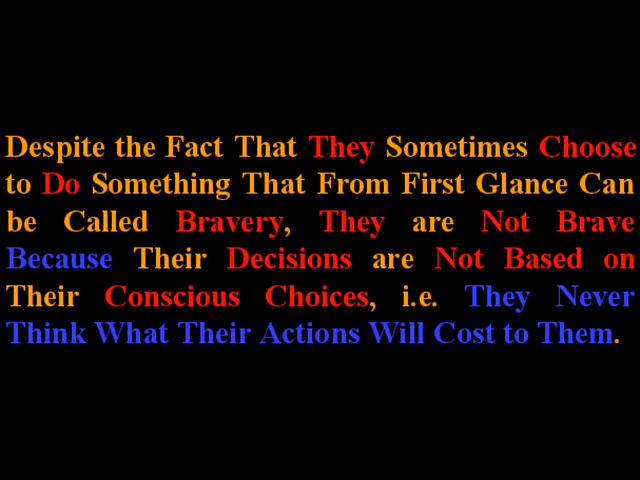 Despite the Fact That They Sometimes Choose
to Do Something That From First Glance Can
be Called Bravery, They are Not Brave
Because Their Decisions are Not Based on
Their Conscious Choices, i.e. They Never
Think What Their Actions Will Cost to Them.